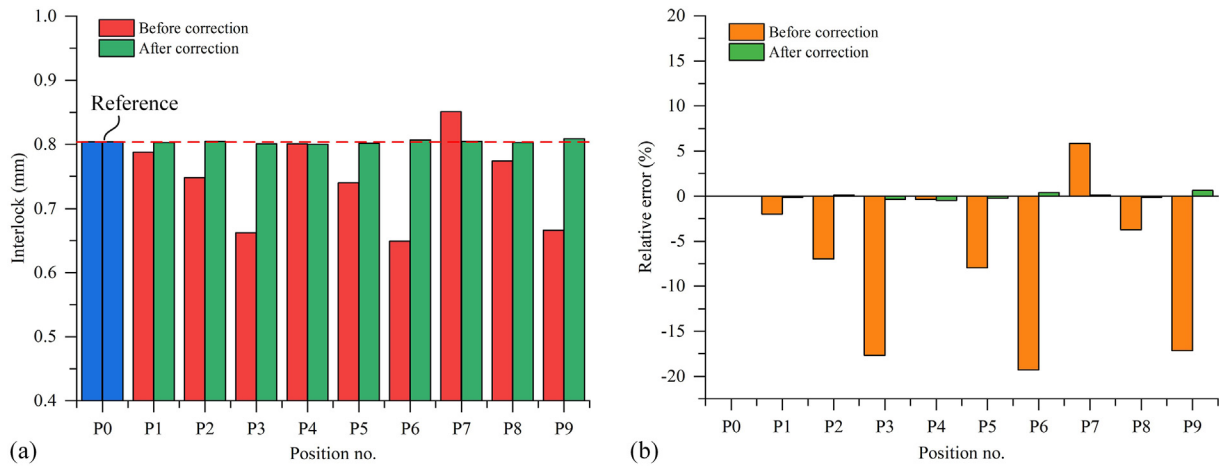 1.0
0.9
0.8
0.7
0.6
0.5
0.4
Interlock (mm)
Before correction
After correction
Reference
P0 P1 P2 P3 P4 P5 P6 P7 P8 P9
Position no.
(a)
20
15
10
5
0
-5
-10
-15
-20
Relative error (%)
Before correction
After correction
P0 P1 P2 P3 P4 P5 P6 P7 P8 P9
Position no.
(b)